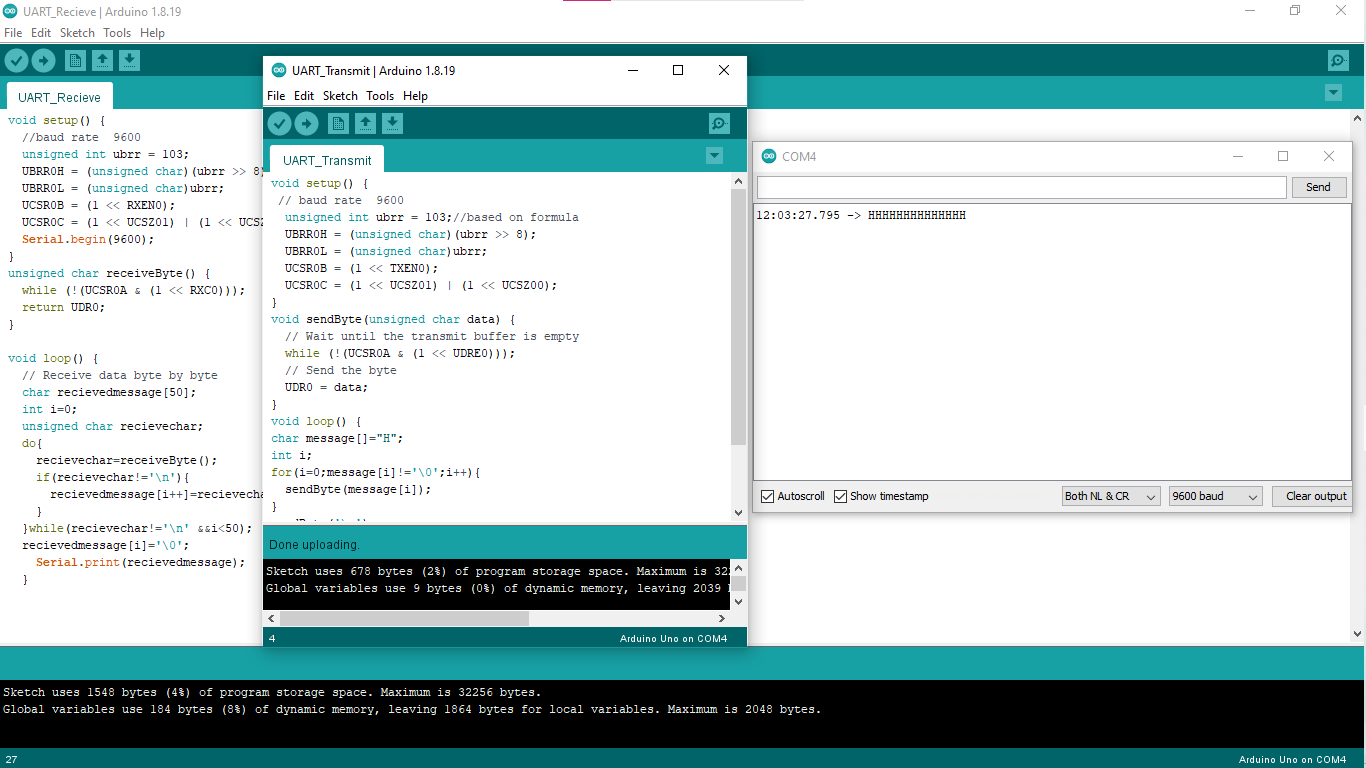 UART_Recieve | Arduino 1.8.19
File Edit Sketch Tools Help
UART_Recieve
void setup() {
//baud rate 9600
unsigned int ubrr = 103;
UBRR0H = (unsigned char)(ubrr >> 8)
UBRR0L = (unsigned char)ubrr;
UCSR0B = (1 << RXEN0);
UCSR0C = (1 << UCSZ01) | (1 << UCSZ
Serial.begin(9600);
}
unsigned char receiveByte() {
while (!(UCSR0A & (1 << RXC0)));
return UDR0;
}
void loop() {
// Receive data byte by byte
char recievedmessage[50];
int i=0;
unsigned char recievechar;
do{
recievechar=receiveByte();
if(recievechar!='\n'){
recievedmessage[i++]=recievecha
}
}while(recievechar!='\n' &&i<50);
recievedmessage[i]='\0';
Serial.print(recievedmessage);
}
UART_Transmit | Arduino 1.8.19
File Edit Sketch Tools Help
UART_Transmit
void setup() {
// baud rate 9600
unsigned int ubrr = 103;//based on formula
UBRR0H = (unsigned char)(ubrr >> 8);
UBRR0L = (unsigned char)ubrr;
UCSR0B = (1 << TXEN0);
UCSR0C = (1 << UCSZ01) | (1 << UCSZ00);
}
void sendByte(unsigned char data) {
// Wait until the transmit buffer is empty
while (!(UCSR0A & (1 << UDRE0)));
// Send the byte
UDR0 = data;
}
void loop() {
char message[]="H";
int i;
for(i=0;message[i]!='\0';i++){
sendByte(message[i]);
}
Done uploading.
Sketch uses 678 bytes (2%) of program storage space. Maximum is 32
Global variables use 9 bytes (0%) of dynamic memory, leaving 2039
4
Arduino Uno on COM4
COM4
Send
12:03:27.795 -> HHHHHHHHHHHHHH
Autoscroll Show timestamp
Both NL & CR
9600 baud
Clear output
Sketch uses 1548 bytes (4%) of program storage space. Maximum is 32256 bytes.
Global variables use 184 bytes (8%) of dynamic memory, leaving 1864 bytes for local variables. Maximum is 2048 bytes.
27
Arduino Uno on COM4